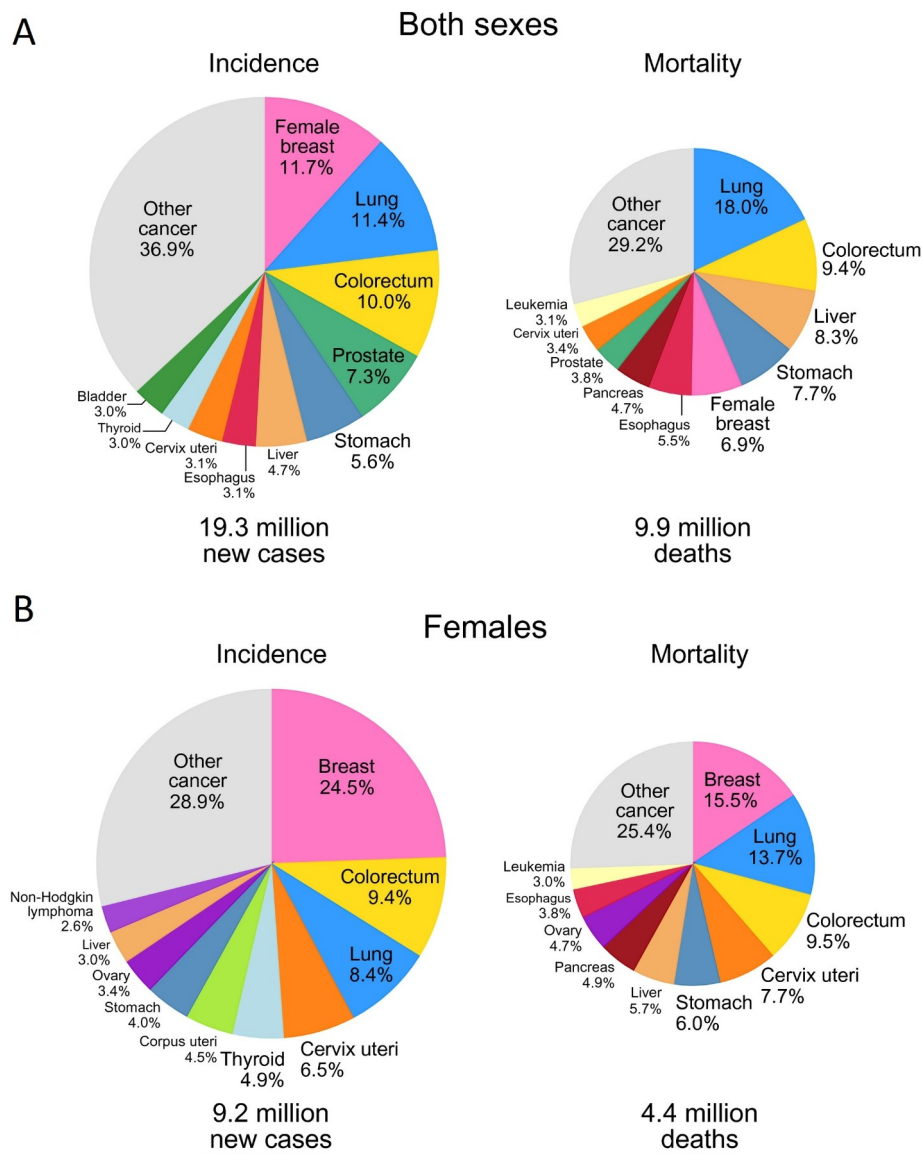 A
Both sexes
Incidence
Female
breast
11.7%
Lung
11.4%
Colorectum
10.0%
Prostate
7.3%
Stomach
5.6%
Liver
4.7%
Esophagus
3.1%
Cervix uteri
3.1%
Thyroid
3.0%
Bladder
3.0%
Other
cancer
36.9%
19.3 million
new cases
Mortality
Lung
18.0%
Colorectum
9.4%
Liver
8.3%
Stomach
7.7%
Female
breast
6.9%
Esophagus
5.5%
Pancreas
4.7%
Prostate
3.8%
Cervix uteri
3.4%
Leukemia
3.1%
Other
cancer
29.2%
9.9 million
deaths
B
Females
Incidence
Breast
24.5%
Colorectum
9.4%
Lung
8.4%
Cervix uteri
6.5%
Thyroid
4.9%
Corpus uteri
4.5%
Stomach
4.0%
Ovary
3.4%
Liver
3.0%
Non-Hodgkin
lymphoma
2.6%
Other
cancer
28.9%
9.2 million
new cases
Mortality
Breast
15.5%
Lung
13.7%
Colorectum
9.5%
Cervix uteri
7.7%
Stomach
6.0%
Liver
5.7%
Pancreas
4.9%
Ovary
4.7%
Esophagus
3.8%
Leukemia
3.0%
Other
cancer
25.4%
4.4 million
deaths